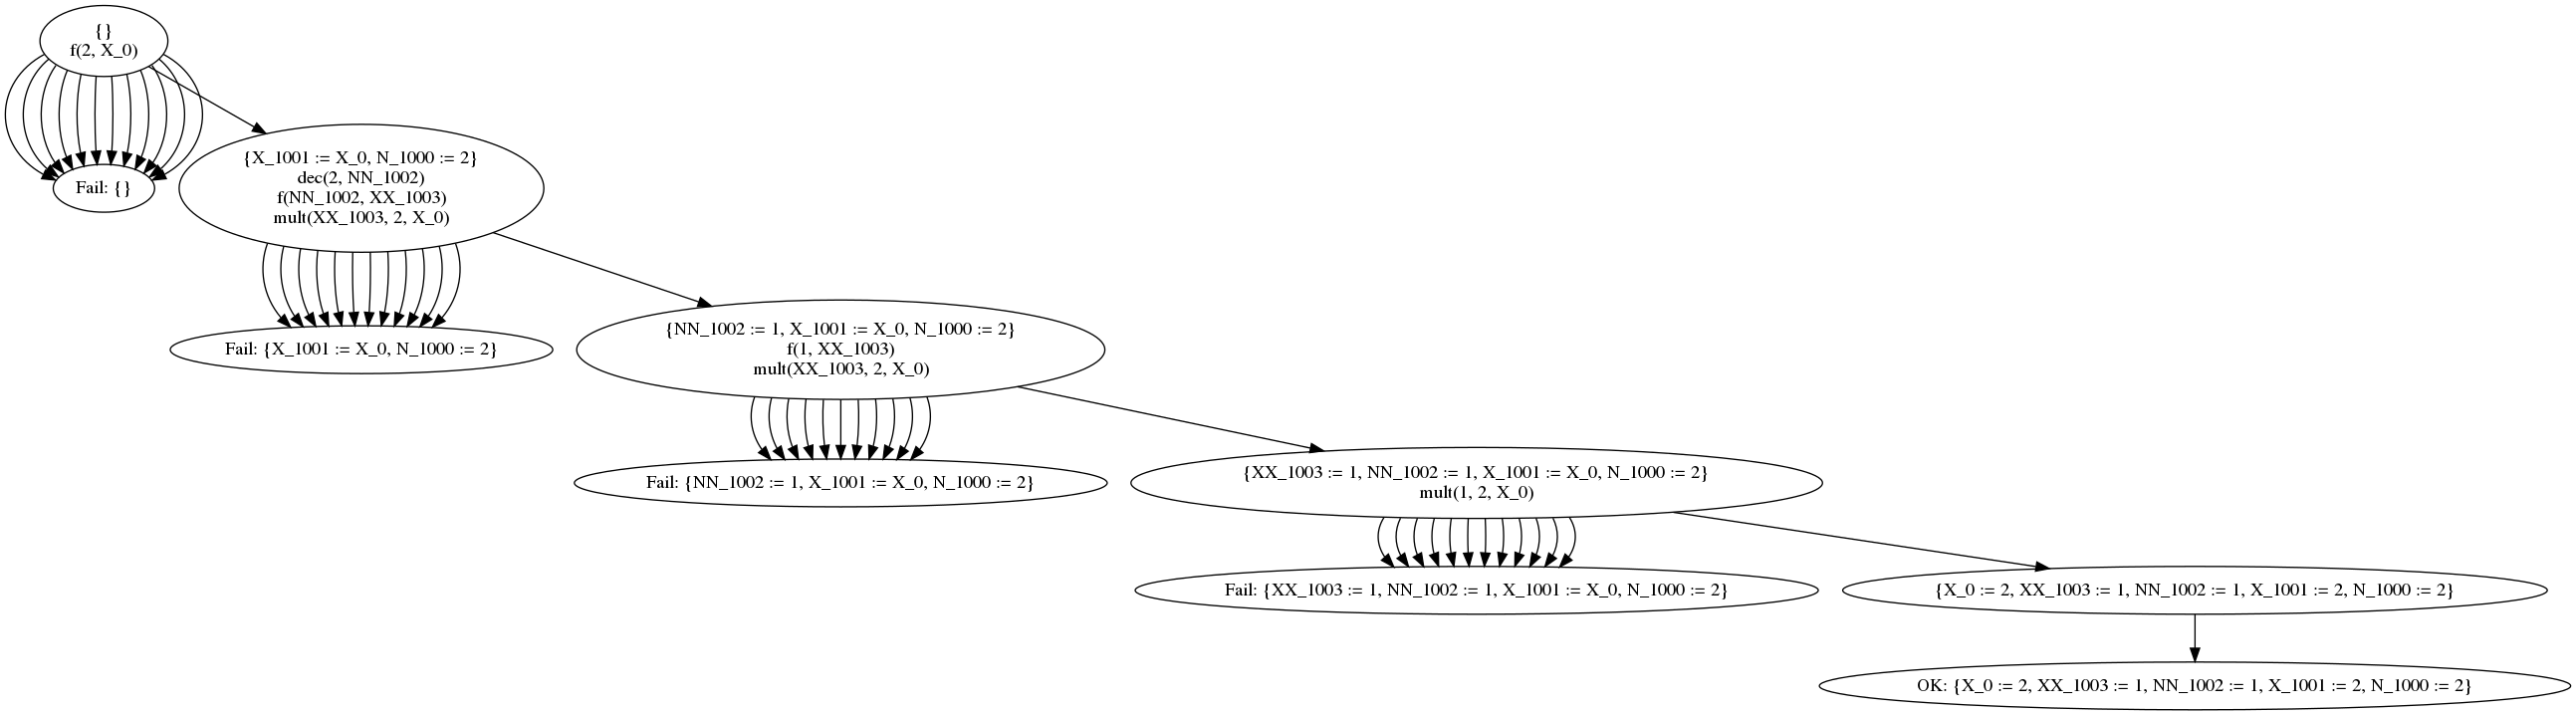 {}
f(2, X_0)
Fail: {}
{X_1001 := X_0, N_1000 := 2}
dec(2, NN_1002)
f(NN_1002, XX_1003)
mult(XX_1003, 2, X_0)
Fail: {X_1001 := X_0, N_1000 := 2}
{NN_1002 := 1, X_1001 := X_0, N_1000 := 2}
f(1, XX_1003)
mult(XX_1003, 2, X_0)
Fail: {NN_1002 := 1, X_1001 := X_0, N_1000 := 2}
{XX_1003 := 1, NN_1002 := 1, X_1001 := X_0, N_1000 := 2}
mult(1, 2, X_0)
Fail: {XX_1003 := 1, NN_1002 := 1, X_1001 := X_0, N_1000 := 2}
{X_0 := 2, XX_1003 := 1, NN_1002 := 1, X_1001 := 2, N_1000 := 2}
OK: {X_0 := 2, XX_1003 := 1, NN_1002 := 1, X_1001 := 2, N_1000 := 2}